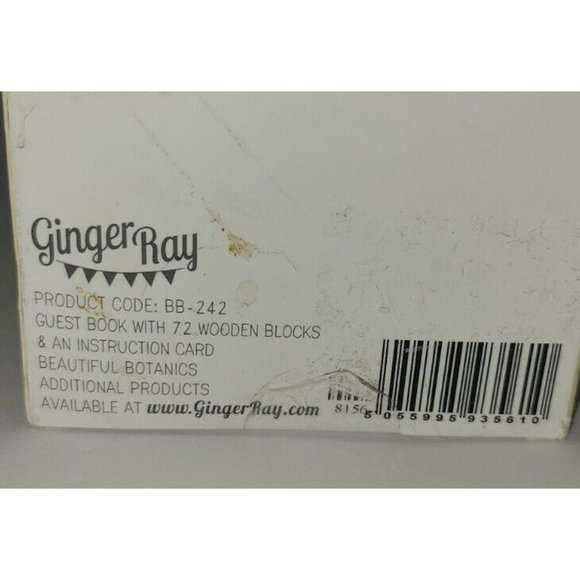 Ginger Ray
PRODUCT CODE: BB-242
GUEST BOOK WITH 72 WOODEN BLOCKS
& AN INSTRUCTION CARD
BEAUTIFUL BOTANICS
ADDITIONAL PRODUCTS
AVAILABLE AT www.GingerRay.com
8156
5 055995 935610